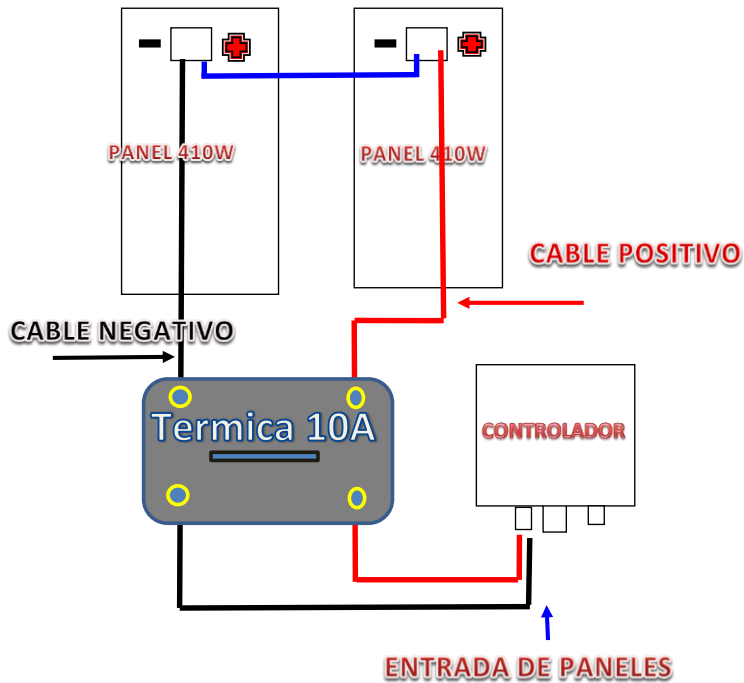 PANEL 410W
PANEL 410W
CABLE POSITIVO
CABLE NEGATIVO
Termica 10A
CONTROLADOR
ENTRADA DE PANELES